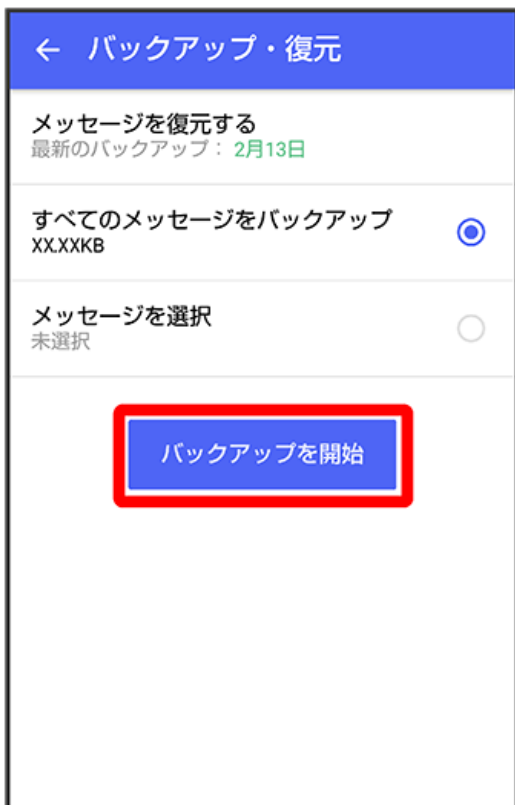 バックアップ・復元
メッセージを復元する
最新のバックアップ： 2月13日
すべてのメッセージをバックアップ
XX.XXKB
メッセージを選択
未選択
バックアップを開始